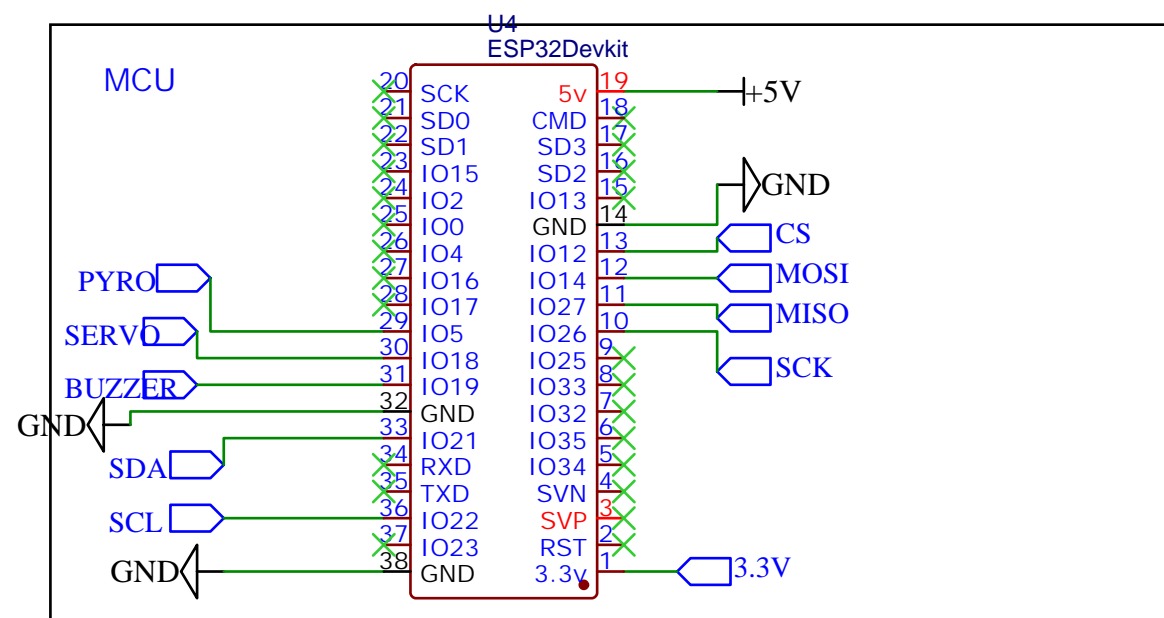 U4
ESP32Devkit
MCU
20 SCK 5v 19 +5V
21 SD0 CMD 18
22 SD1 SD3 17
23 IO15 SD2 16
GND
24 IO2 IO13 15
25 IO0 GND 14
26 IO4 IO12 13 CS
PYRO 27 IO16 IO14 12 MOSI
28 IO17 IO27 11 MISO
SERVO 29 IO5 IO26 10
30 IO18 IO25 9 SCK
BUZZER 31 IO19 IO33 8
GND 32 GND IO32 7
33 IO21 IO35 6
SDA 34 RXD IO34 5
35 TXD SVN 4
SCL 36 IO22 SVP 3
37 IO23 RST 2
GND 38 GND 3.3v 1 3.3V